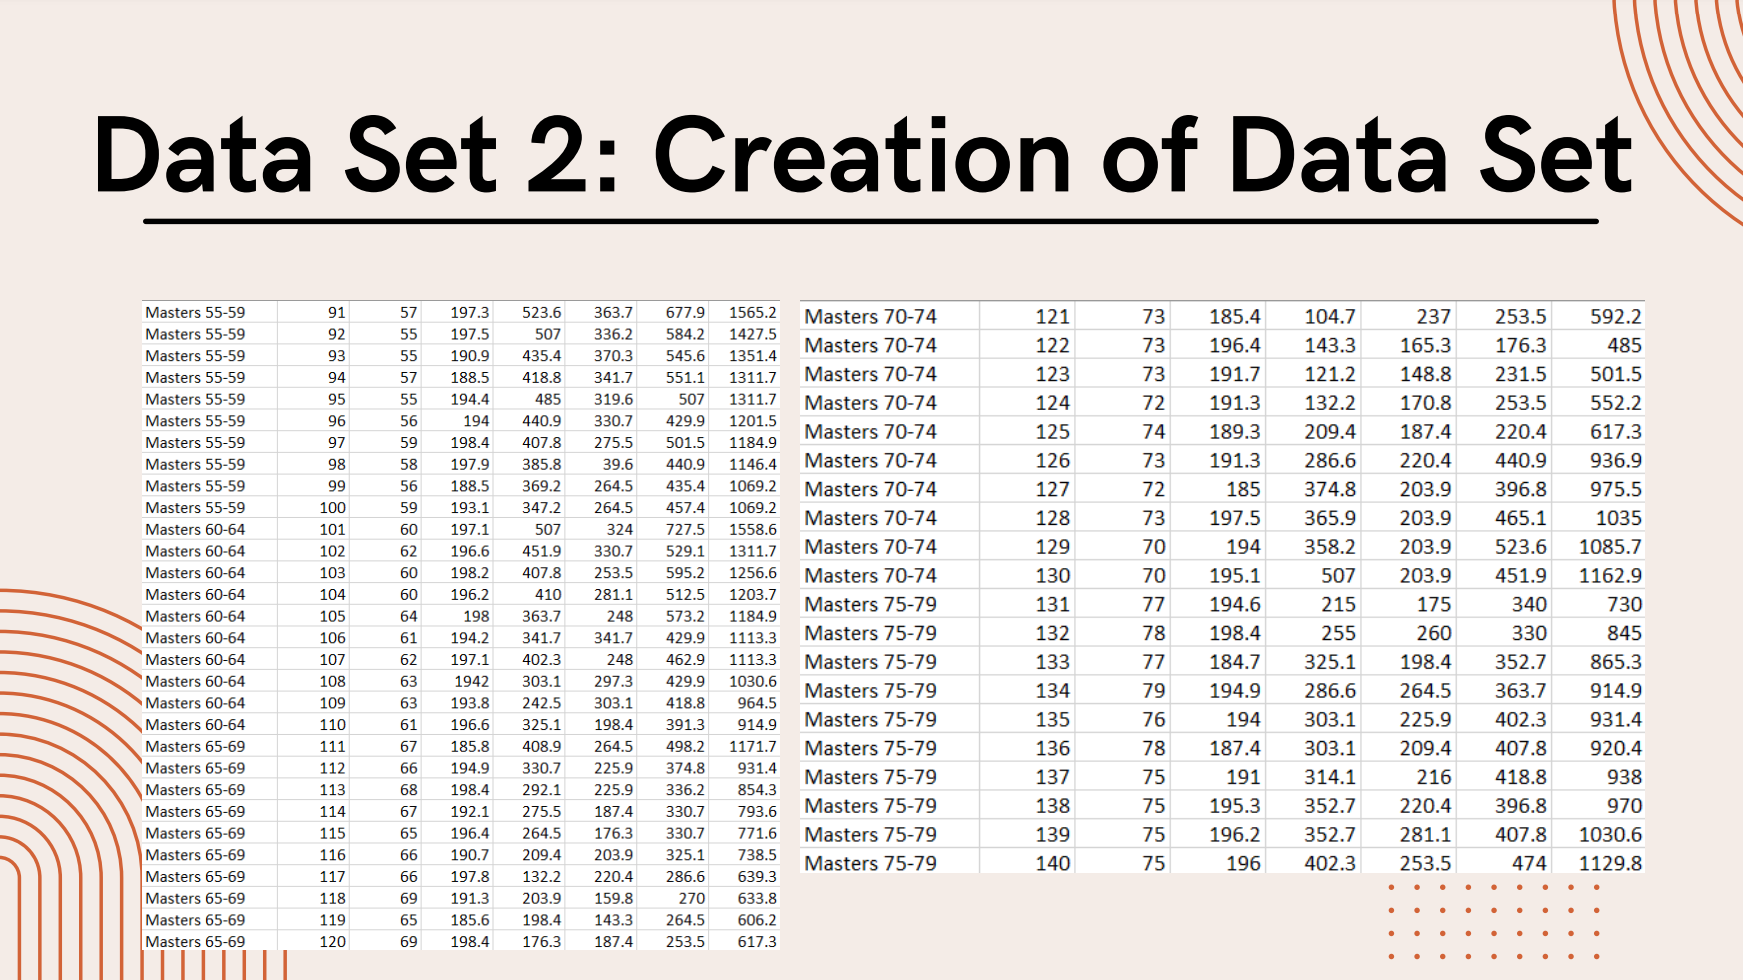 Data Set 2: Creation of Data Set
Masters 55-59 91 57 197.3 523.6 363.7 677.9 1565.2
Masters 55-59 92 55 197.5 507 336.2 584.2 1427.5
Masters 55-59 93 55 190.9 435.4 370.3 545.6 1351.4
Masters 55-59 94 57 188.5 418.8 341.7 551.1 1311.7
Masters 55-59 95 55 194.4 485 319.6 507 1311.7
Masters 55-59 96 56 194 440.9 330.7 429.9 1201.5
Masters 55-59 97 59 198.4 407.8 275.5 501.5 1184.9
Masters 55-59 98 58 197.9 385.8 39.6 440.9 1146.4
Masters 55-59 99 56 188.5 369.2 264.5 435.4 1069.2
Masters 55-59 100 59 193.1 347.2 264.5 457.4 1069.2
Masters 60-64 101 60 197.1 507 324 727.5 1558.6
Masters 60-64 102 62 196.6 451.9 330.7 529.1 1311.7
Masters 60-64 103 60 198.2 407.8 253.5 595.2 1256.6
Masters 60-64 104 60 196.2 410 281.1 512.5 1203.7
Masters 60-64 105 64 198 363.7 248 573.2 1184.9
Masters 60-64 106 61 194.2 341.7 341.7 429.9 1113.3
Masters 60-64 107 62 197.1 402.3 248 462.9 1113.3
Masters 60-64 108 63 1942 303.1 297.3 429.9 1030.6
Masters 60-64 109 63 193.8 242.5 303.1 418.8 964.5
Masters 60-64 110 61 196.6 325.1 198.4 391.3 914.9
Masters 65-69 111 67 185.8 408.9 264.5 498.2 1171.7
Masters 65-69 112 66 194.9 330.7 225.9 374.8 931.4
Masters 65-69 113 68 198.4 292.1 225.9 336.2 854.3
Masters 65-69 114 67 192.1 275.5 187.4 330.7 793.6
Masters 65-69 115 65 196.4 264.5 176.3 330.7 771.6
Masters 65-69 116 66 190.7 209.4 203.9 325.1 738.5
Masters 65-69 117 66 197.8 132.2 220.4 286.6 639.3
Masters 65-69 118 69 191.3 203.9 159.8 270 633.8
Masters 65-69 119 65 185.6 198.4 143.3 264.5 606.2
Masters 65-69 120 69 198.4 176.3 187.4 253.5 617.3
Masters 70-74 121 73 185.4 104.7 237 253.5 592.2
Masters 70-74 122 73 196.4 143.3 165.3 176.3 485
Masters 70-74 123 73 191.7 121.2 148.8 231.5 501.5
Masters 70-74 124 72 191.3 132.2 170.8 253.5 552.2
Masters 70-74 125 74 189.3 209.4 187.4 220.4 617.3
Masters 70-74 126 73 191.3 286.6 220.4 440.9 936.9
Masters 70-74 127 72 185 374.8 203.9 396.8 975.5
Masters 70-74 128 73 197.5 365.9 203.9 465.1 1035
Masters 70-74 129 70 194 358.2 203.9 523.6 1085.7
Masters 70-74 130 70 195.1 507 203.9 451.9 1162.9
Masters 75-79 131 77 194.6 215 175 340 730
Masters 75-79 132 78 198.4 255 260 330 845
Masters 75-79 133 77 184.7 325.1 198.4 352.7 865.3
Masters 75-79 134 79 194.9 286.6 264.5 363.7 914.9
Masters 75-79 135 76 194 303.1 225.9 402.3 931.4
Masters 75-79 136 78 187.4 303.1 209.4 407.8 920.4
Masters 75-79 137 75 191 314.1 216 418.8 938
Masters 75-79 138 75 195.3 352.7 220.4 396.8 970
Masters 75-79 139 75 196.2 352.7 281.1 407.8 1030.6
Masters 75-79 140 75 196 402.3 253.5 474 1129.8